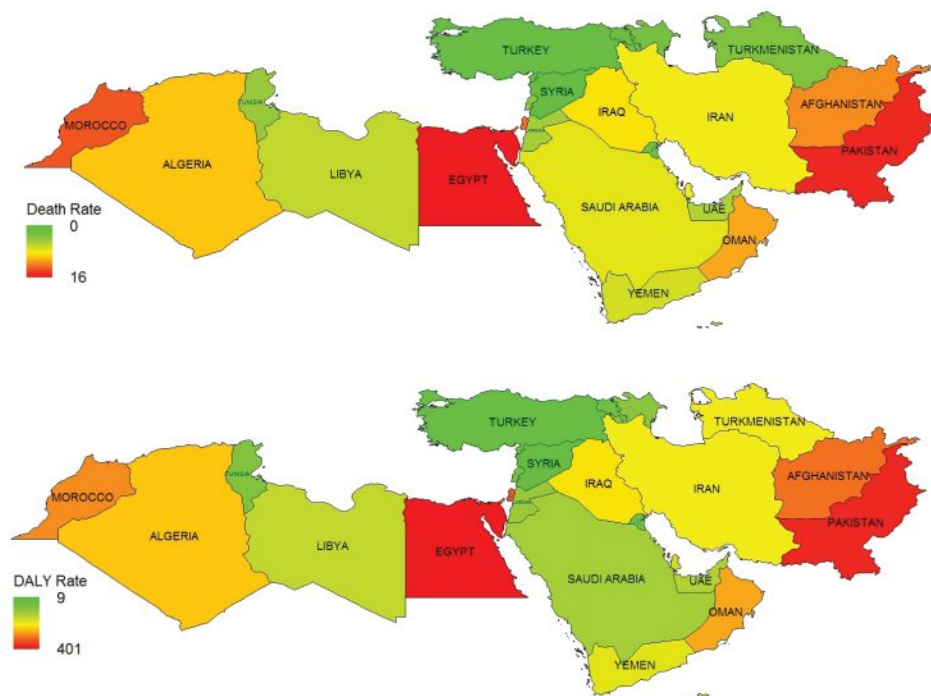 TURKEY
TURKMENISTAN
SYRIA
AFGHANISTAN
TUNISIA
IRAQ
IRAN
MOROCCO
JORDAN
PAKISTAN
ALGERIA
LIBYA
EGYPT
SAUDI ARABIA
UAE
Death Rate
0
OMAN
16
YEMEN
TURKEY
TURKMENISTAN
SYRIA
AFGHANISTAN
TUNISIA
IRAQ
IRAN
MOROCCO
JORDAN
PAKISTAN
ALGERIA
LIBYA
EGYPT
SAUDI ARABIA
UAE
DALY Rate
9
OMAN
401
YEMEN